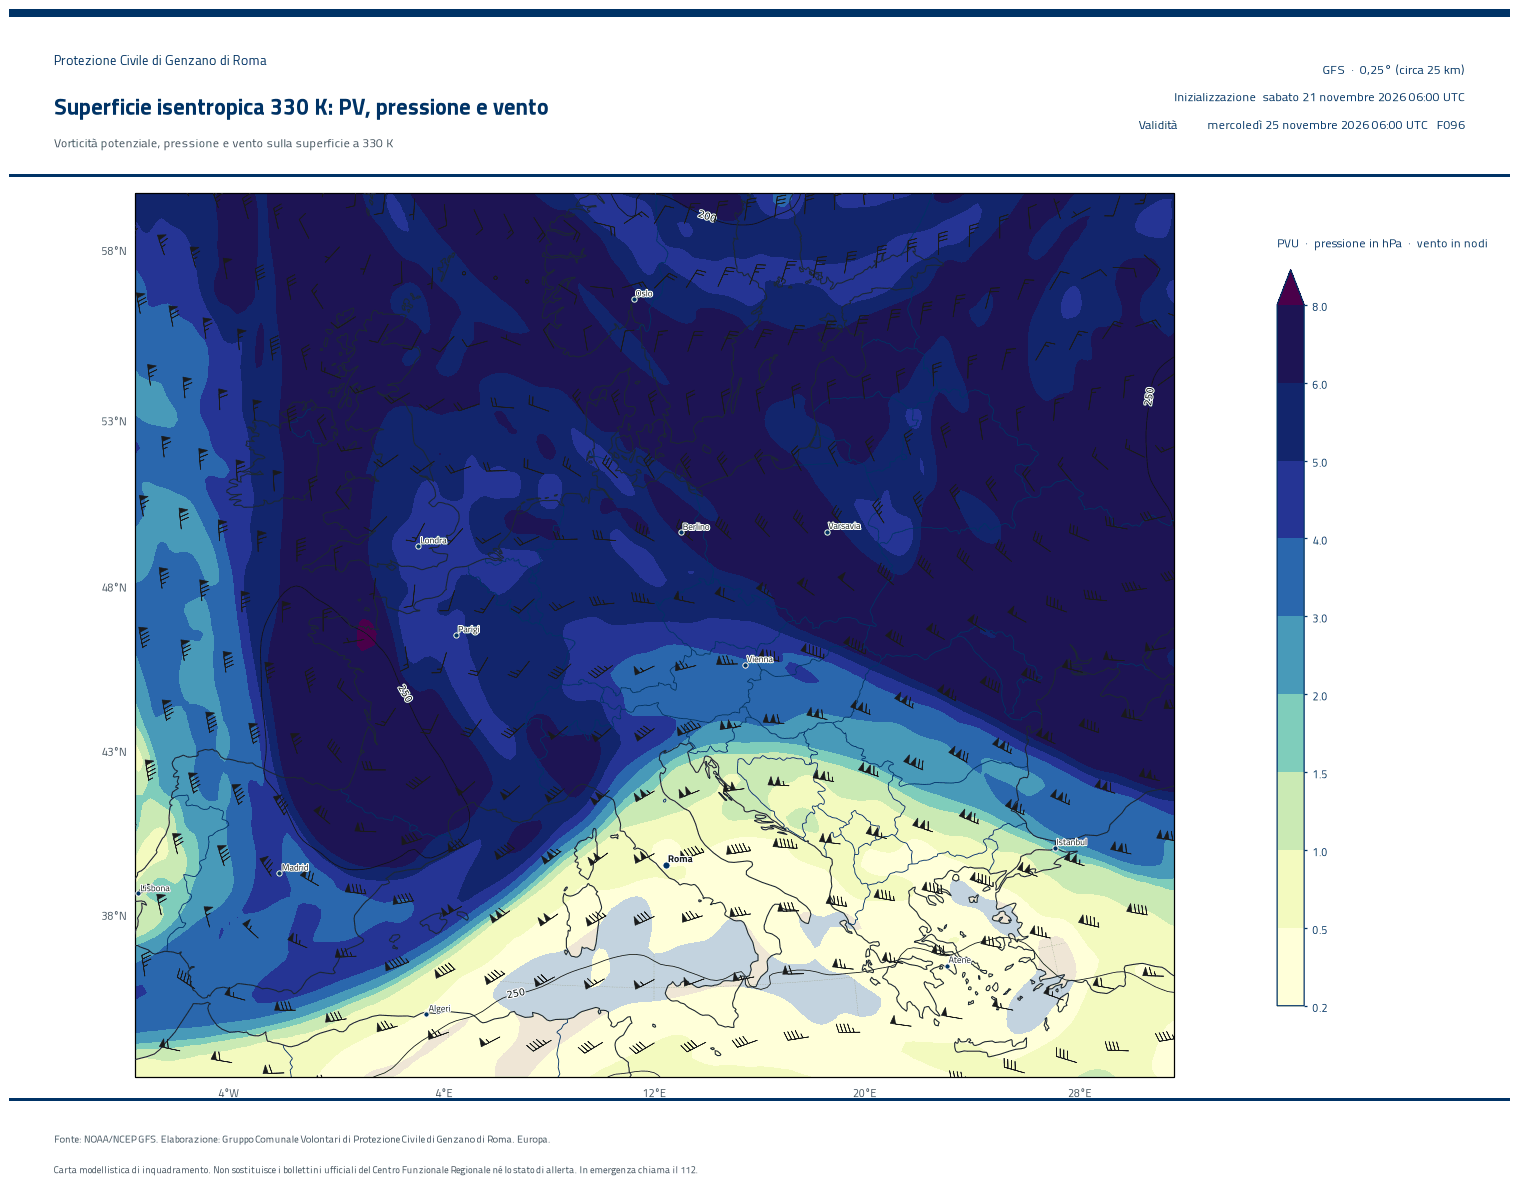 Protezione Civile di Genzano di Roma
Superficie isentropica 330 K: PV, pressione e vento
Vorticità potenziale, pressione e vento sulla superficie a 330 K
GFS · 0,25° (circa 25 km)
Inizializzazione sabato 21 novembre 2026 06:00 UTC
Validità mercoledì 25 novembre 2026 06:00 UTC F096
PVU · pressione in hPa · vento in nodi
8.0
6.0
5.0
4.0
3.0
2.0
1.5
1.0
0.5
0.2
58°N
53°N
48°N
43°N
38°N
4°W
4°E
12°E
20°E
28°E
200
250
250
250
Oslo
Londra
Berlino
Varsavia
Parigi
Vienna
Madrid
Lisbona
Roma
Istanbul
Atene
Algeri
Fonte: NOAA/NCEP GFS. Elaborazione: Gruppo Comunale Volontari di Protezione Civile di Genzano di Roma. Europa.
Carta modellistica di inquadramento. Non sostituisce i bollettini ufficiali del Centro Funzionale Regionale né lo stato di allerta. In emergenza chiama il 112.